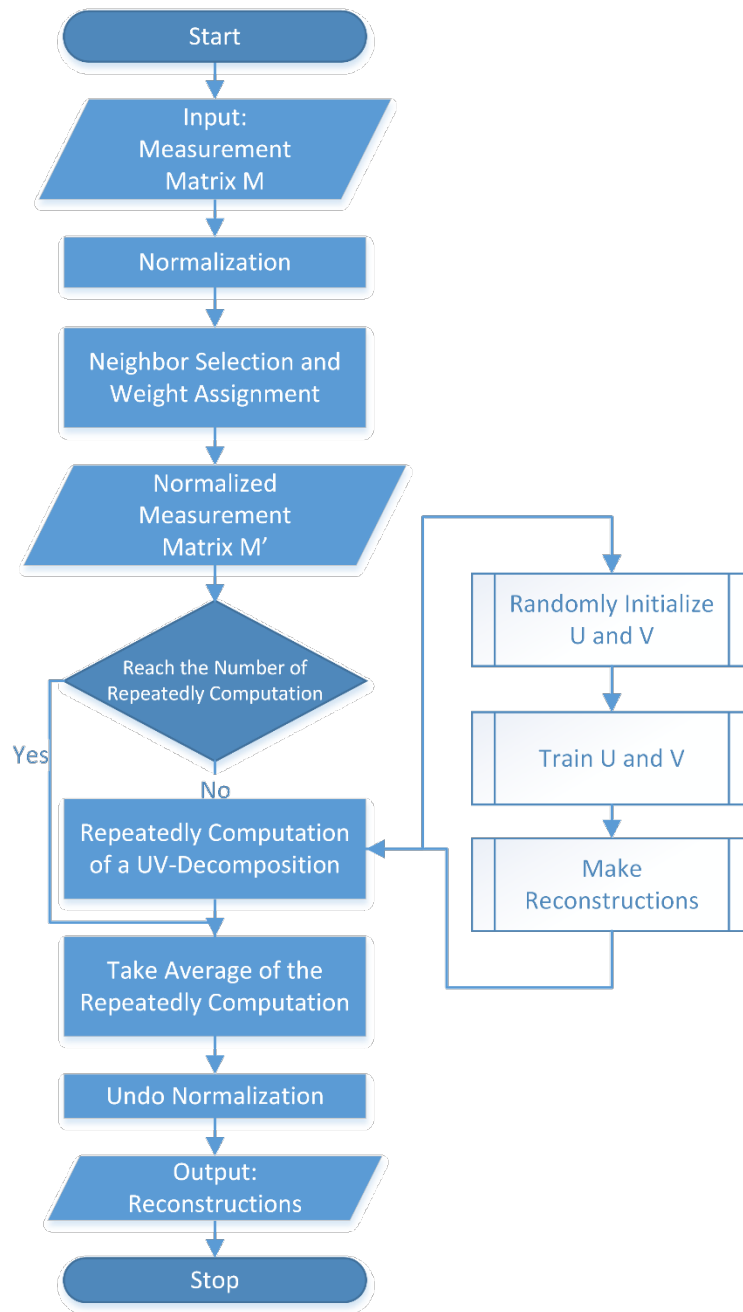 Start
Input:
Measurement
Matrix M
Normalization
Neighbor Selection and
Weight Assignment
Normalized
Measurement
Matrix M’
Reach the Number of
Repeatedly Computation
Yes
No
Repeatedly Computation
of a UV-Decomposition
Randomly Initialize
U and V
Train U and V
Make
Reconstructions
Take Average of the
Repeatedly Computation
Undo Normalization
Output:
Reconstructions
Stop